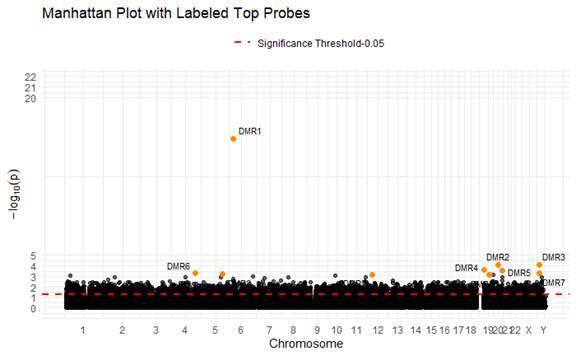 Manhattan Plot with Labeled Top Probes
Significance Threshold-0.05
22
21
20
DMR1
−log10(p)
5
4
3
2
1
0
DMR6
DMR2
DMR3
DMR4
DMR5
DMR7
1 2 3 4 5 6 7 8 9 10 11 12 13 14 15 16 17 18 19 20 21 22 X Y
Chromosome